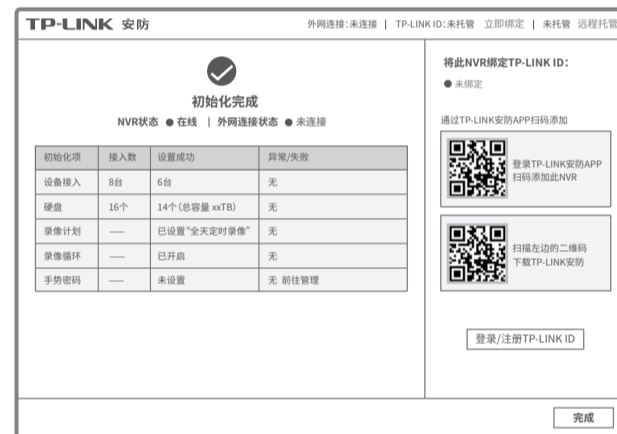 TP-LINK 安防
外网连接:未连接 | TP-LINK ID:未托管 立即绑定 | 未托管 远程托管
初始化完成
NVR状态 ● 在线 | 外网连接状态 ● 未连接
初始化项 接入数 设置成功 异常/失败
设备接入 8台 6台 无
硬盘 16个 14个(总容量 xxTB) 无
录像计划 —— 已设置“全天定时录像” 无
录像循环 —— 已开启 无
手势密码 —— 未设置 无 前往管理
将此NVR绑定TP-LINK ID:
● 未绑定
通过TP-LINK安防APP扫码添加
登录TP-LINK安防APP
扫码添加此NVR
扫描左边的二维码
下载TP-LINK安防
登录/注册TP-LINK ID
完成